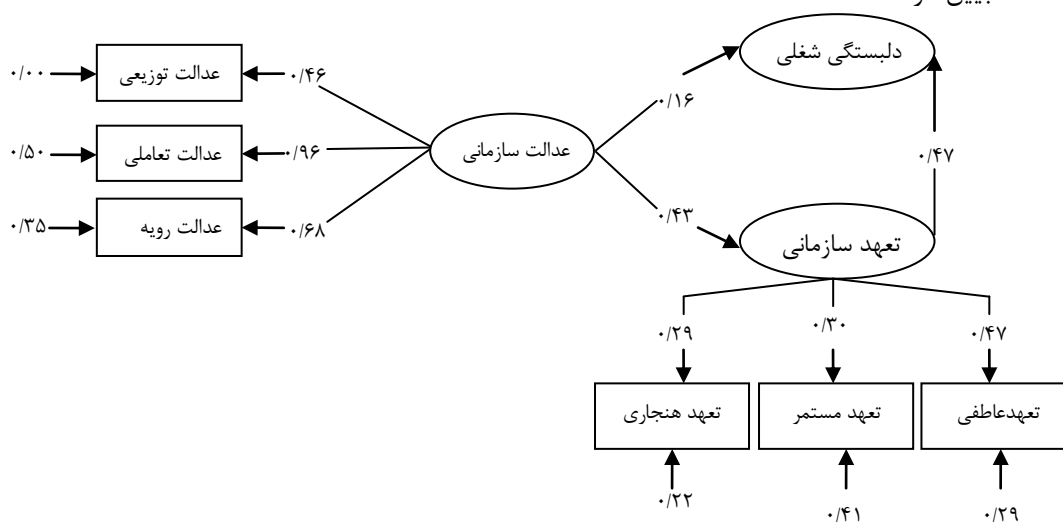 دلبستگی شغلی
۰/۰۰
عدالت توزیعی
۰/۴۶
۰/۱۶
۰/۵۰
عدالت تعاملی
۰/۹۶
عدالت سازمانی
۰/۴۷
۰/۳۵
عدالت رویه
۰/۶۸
۰/۴۳
تعهد سازمانی
۰/۲۹
۰/۳۰
۰/۴۷
تعهد هنجاری
تعهد مستمر
تعهدعاطفی
۰/۲۲
۰/۴۱
۰/۲۹